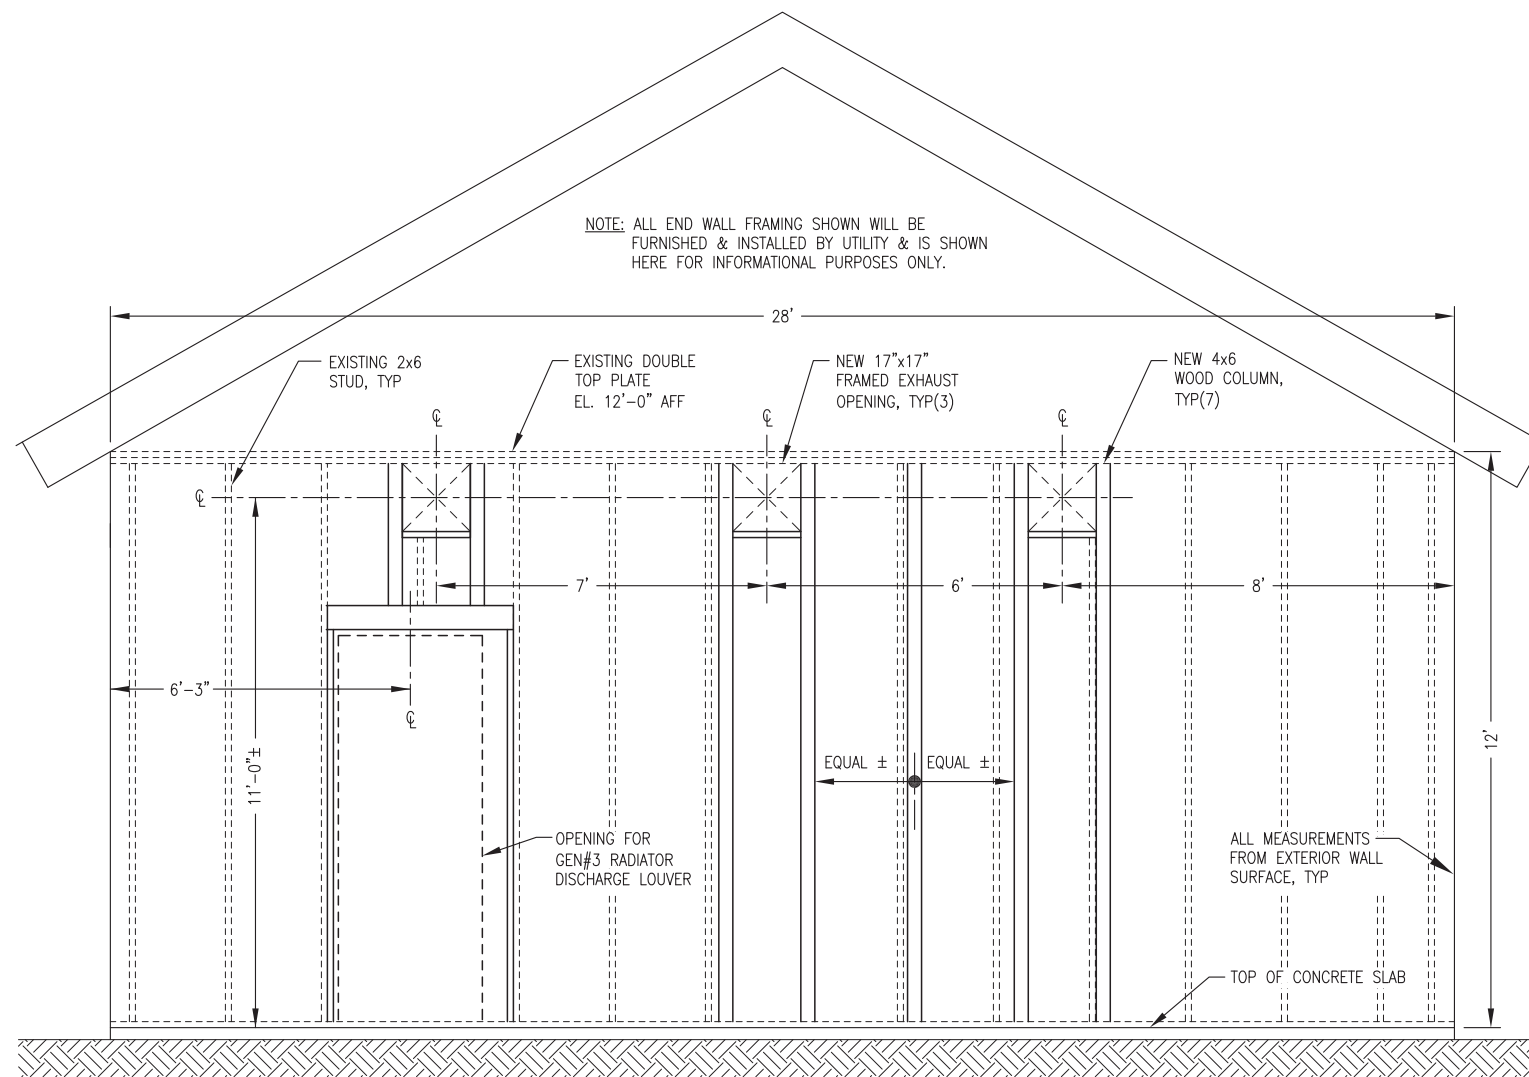 NOTE: ALL END WALL FRAMING SHOWN WILL BE
FURNISHED & INSTALLED BY UTILITY & IS SHOWN
HERE FOR INFORMATIONAL PURPOSES ONLY.
28'
EXISTING 2x6
STUD, TYP
EXISTING DOUBLE
TOP PLATE
EL. 12'-0" AFF
NEW 17"x17"
FRAMED EXHAUST
OPENING, TYP(3)
NEW 4x6
WOOD COLUMN,
TYP(7)
℄
℄
℄
℄
7'
6'
8'
6'-3"
℄
11'-0"±
12'
EQUAL ±
EQUAL ±
OPENING FOR
GEN#3 RADIATOR
DISCHARGE LOUVER
ALL MEASUREMENTS
FROM EXTERIOR WALL
SURFACE, TYP
TOP OF CONCRETE SLAB